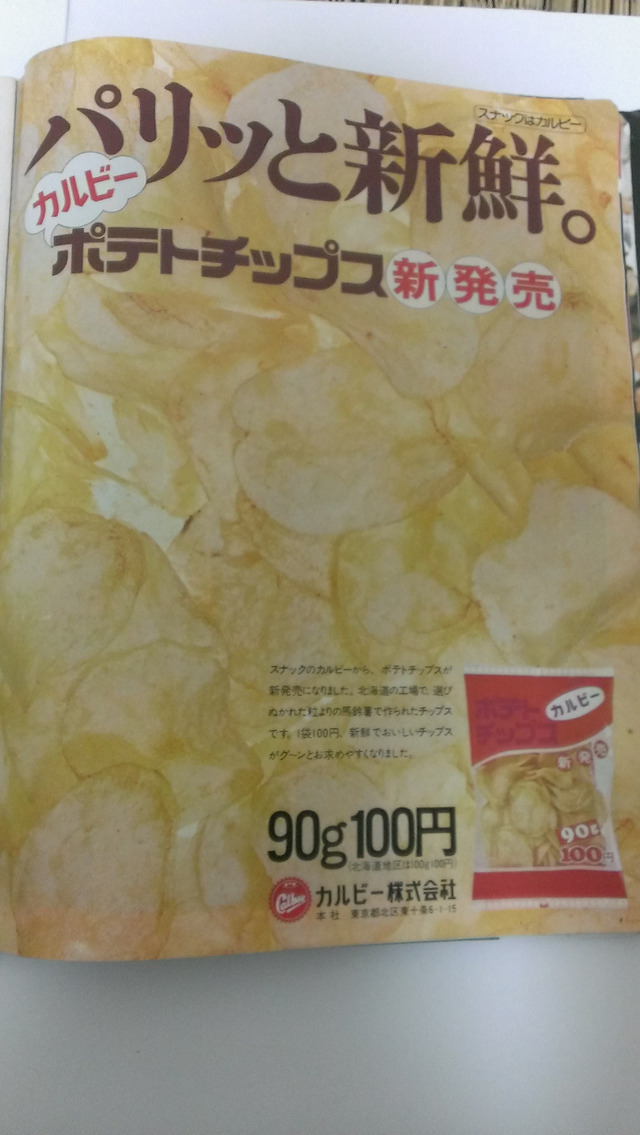 スナックはカルビー
パリッと新鮮。
カルビー
ポテトチップス新発売
スナックのカルビーから、ポテトチップスが
新発売になりました。北海道の工場で、選び
ぬかれた粒よりの馬鈴薯で作られたチップス
です。1袋100円、新鮮でおいしいチップス
がグーンとお求めやすくなりました。
カルビー
ポテト
チップス
新発売
90g
100円
90g100円
(北海道地区は100g100円)
Calbee
カルビー株式会社
本社 東京都北区東十条6-1-15